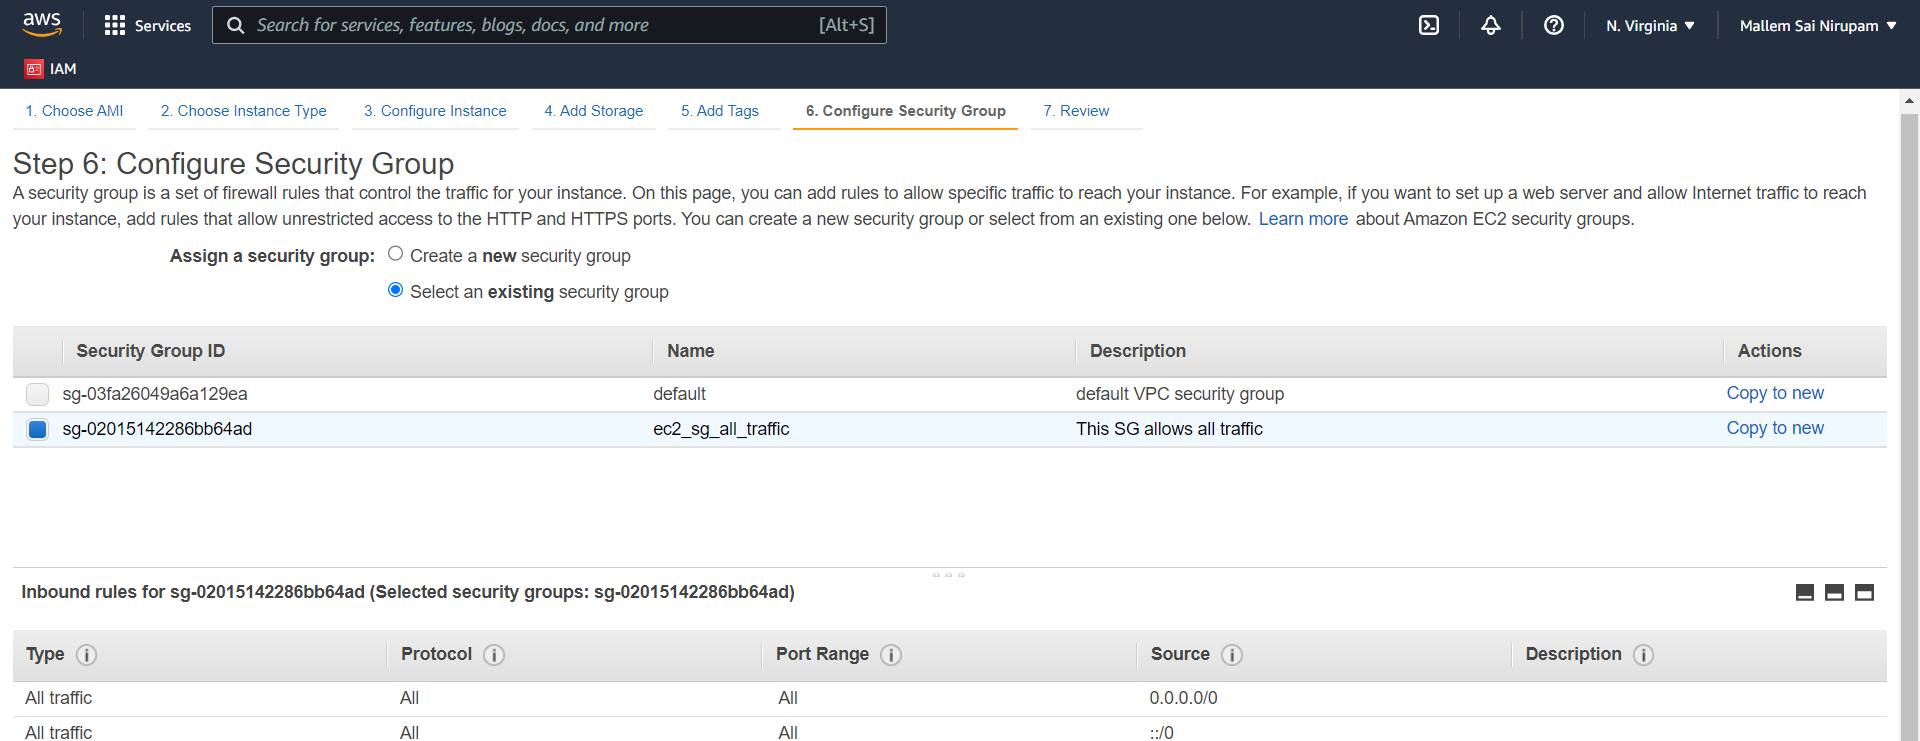 aws Services Search for services, features, blogs, docs, and more [Alt+S] N. Virginia Mallem Sai Nirupam
IAM
1. Choose AMI 2. Choose Instance Type 3. Configure Instance 4. Add Storage 5. Add Tags 6. Configure Security Group 7. Review
Step 6: Configure Security Group
A security group is a set of firewall rules that control the traffic for your instance. On this page, you can add rules to allow specific traffic to reach your instance. For example, if you want to set up a web server and allow Internet traffic to reach
your instance, add rules that allow unrestricted access to the HTTP and HTTPS ports. You can create a new security group or select from an existing one below. Learn more about Amazon EC2 security groups.
Assign a security group: Create a new security group
Select an existing security group
Security Group ID Name Description Actions
sg-03fa26049a6a129ea default default VPC security group Copy to new
sg-02015142286bb64ad ec2_sg_all_traffic This SG allows all traffic Copy to new
Inbound rules for sg-02015142286bb64ad (Selected security groups: sg-02015142286bb64ad)
Type Protocol Port Range Source Description
All traffic All All 0.0.0.0/0
All traffic All All ::/0